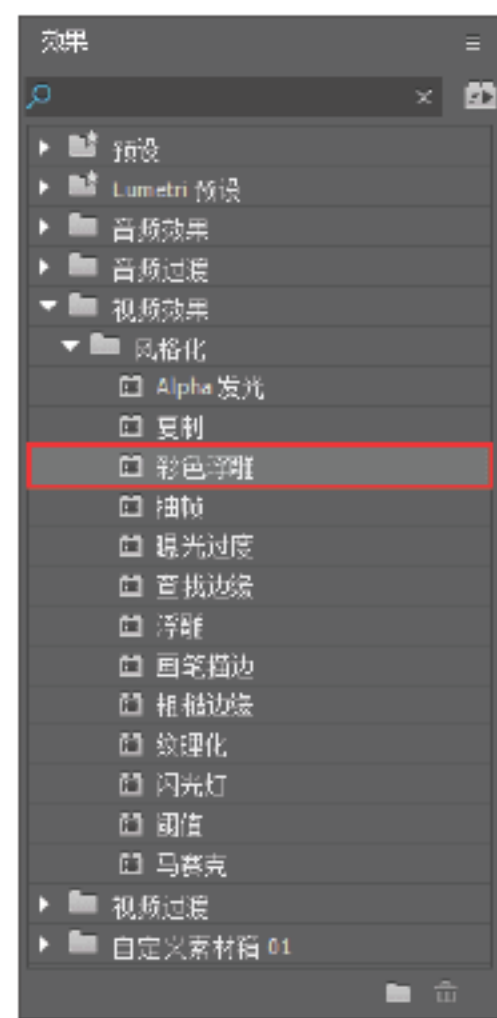 效果
预设
Lumetri 预设
音频效果
音频过渡
视频效果
风格化
Alpha 发光
复制
彩色浮雕
抽帧
曝光过度
查找边缘
浮雕
画笔描边
粗糙边缘
纹理化
闪光灯
阈值
马赛克
视频过渡
自定义素材箱 01